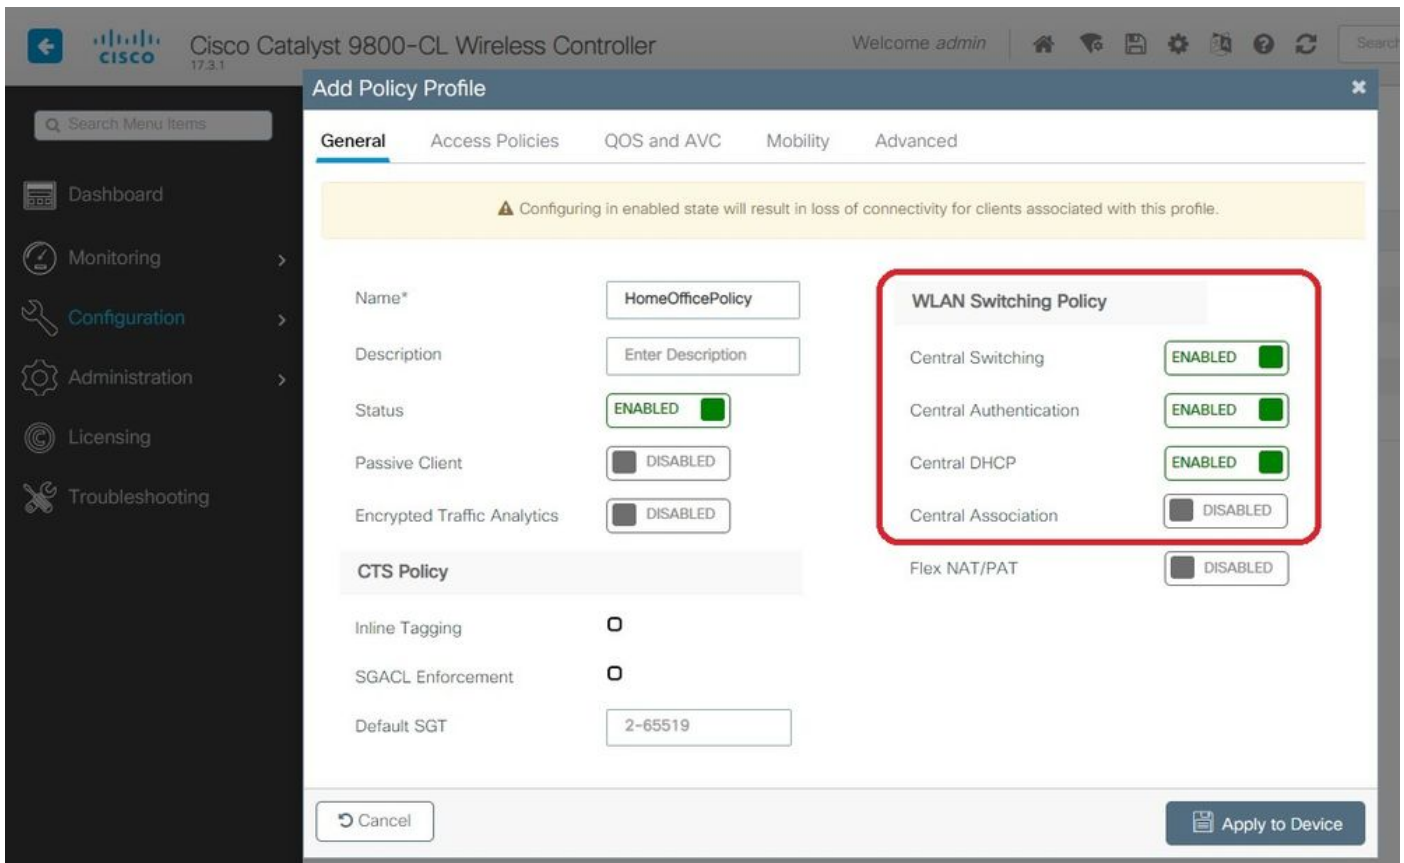 CISCO
Cisco Catalyst 9800-CL Wireless Controller
17.3.1
Welcome admin
Search
Search Menu Items
Dashboard
Monitoring
Configuration
Administration
Licensing
Troubleshooting
Add Policy Profile
General Access Policies QOS and AVC Mobility Advanced
Configuring in enabled state will result in loss of connectivity for clients associated with this profile.
Name* HomeOfficePolicy
Description Enter Description
Status ENABLED
Passive Client DISABLED
Encrypted Traffic Analytics DISABLED
CTS Policy
Inline Tagging
SGACL Enforcement
Default SGT 2-65519
WLAN Switching Policy
Central Switching ENABLED
Central Authentication ENABLED
Central DHCP ENABLED
Central Association DISABLED
Flex NAT/PAT DISABLED
Cancel
Apply to Device